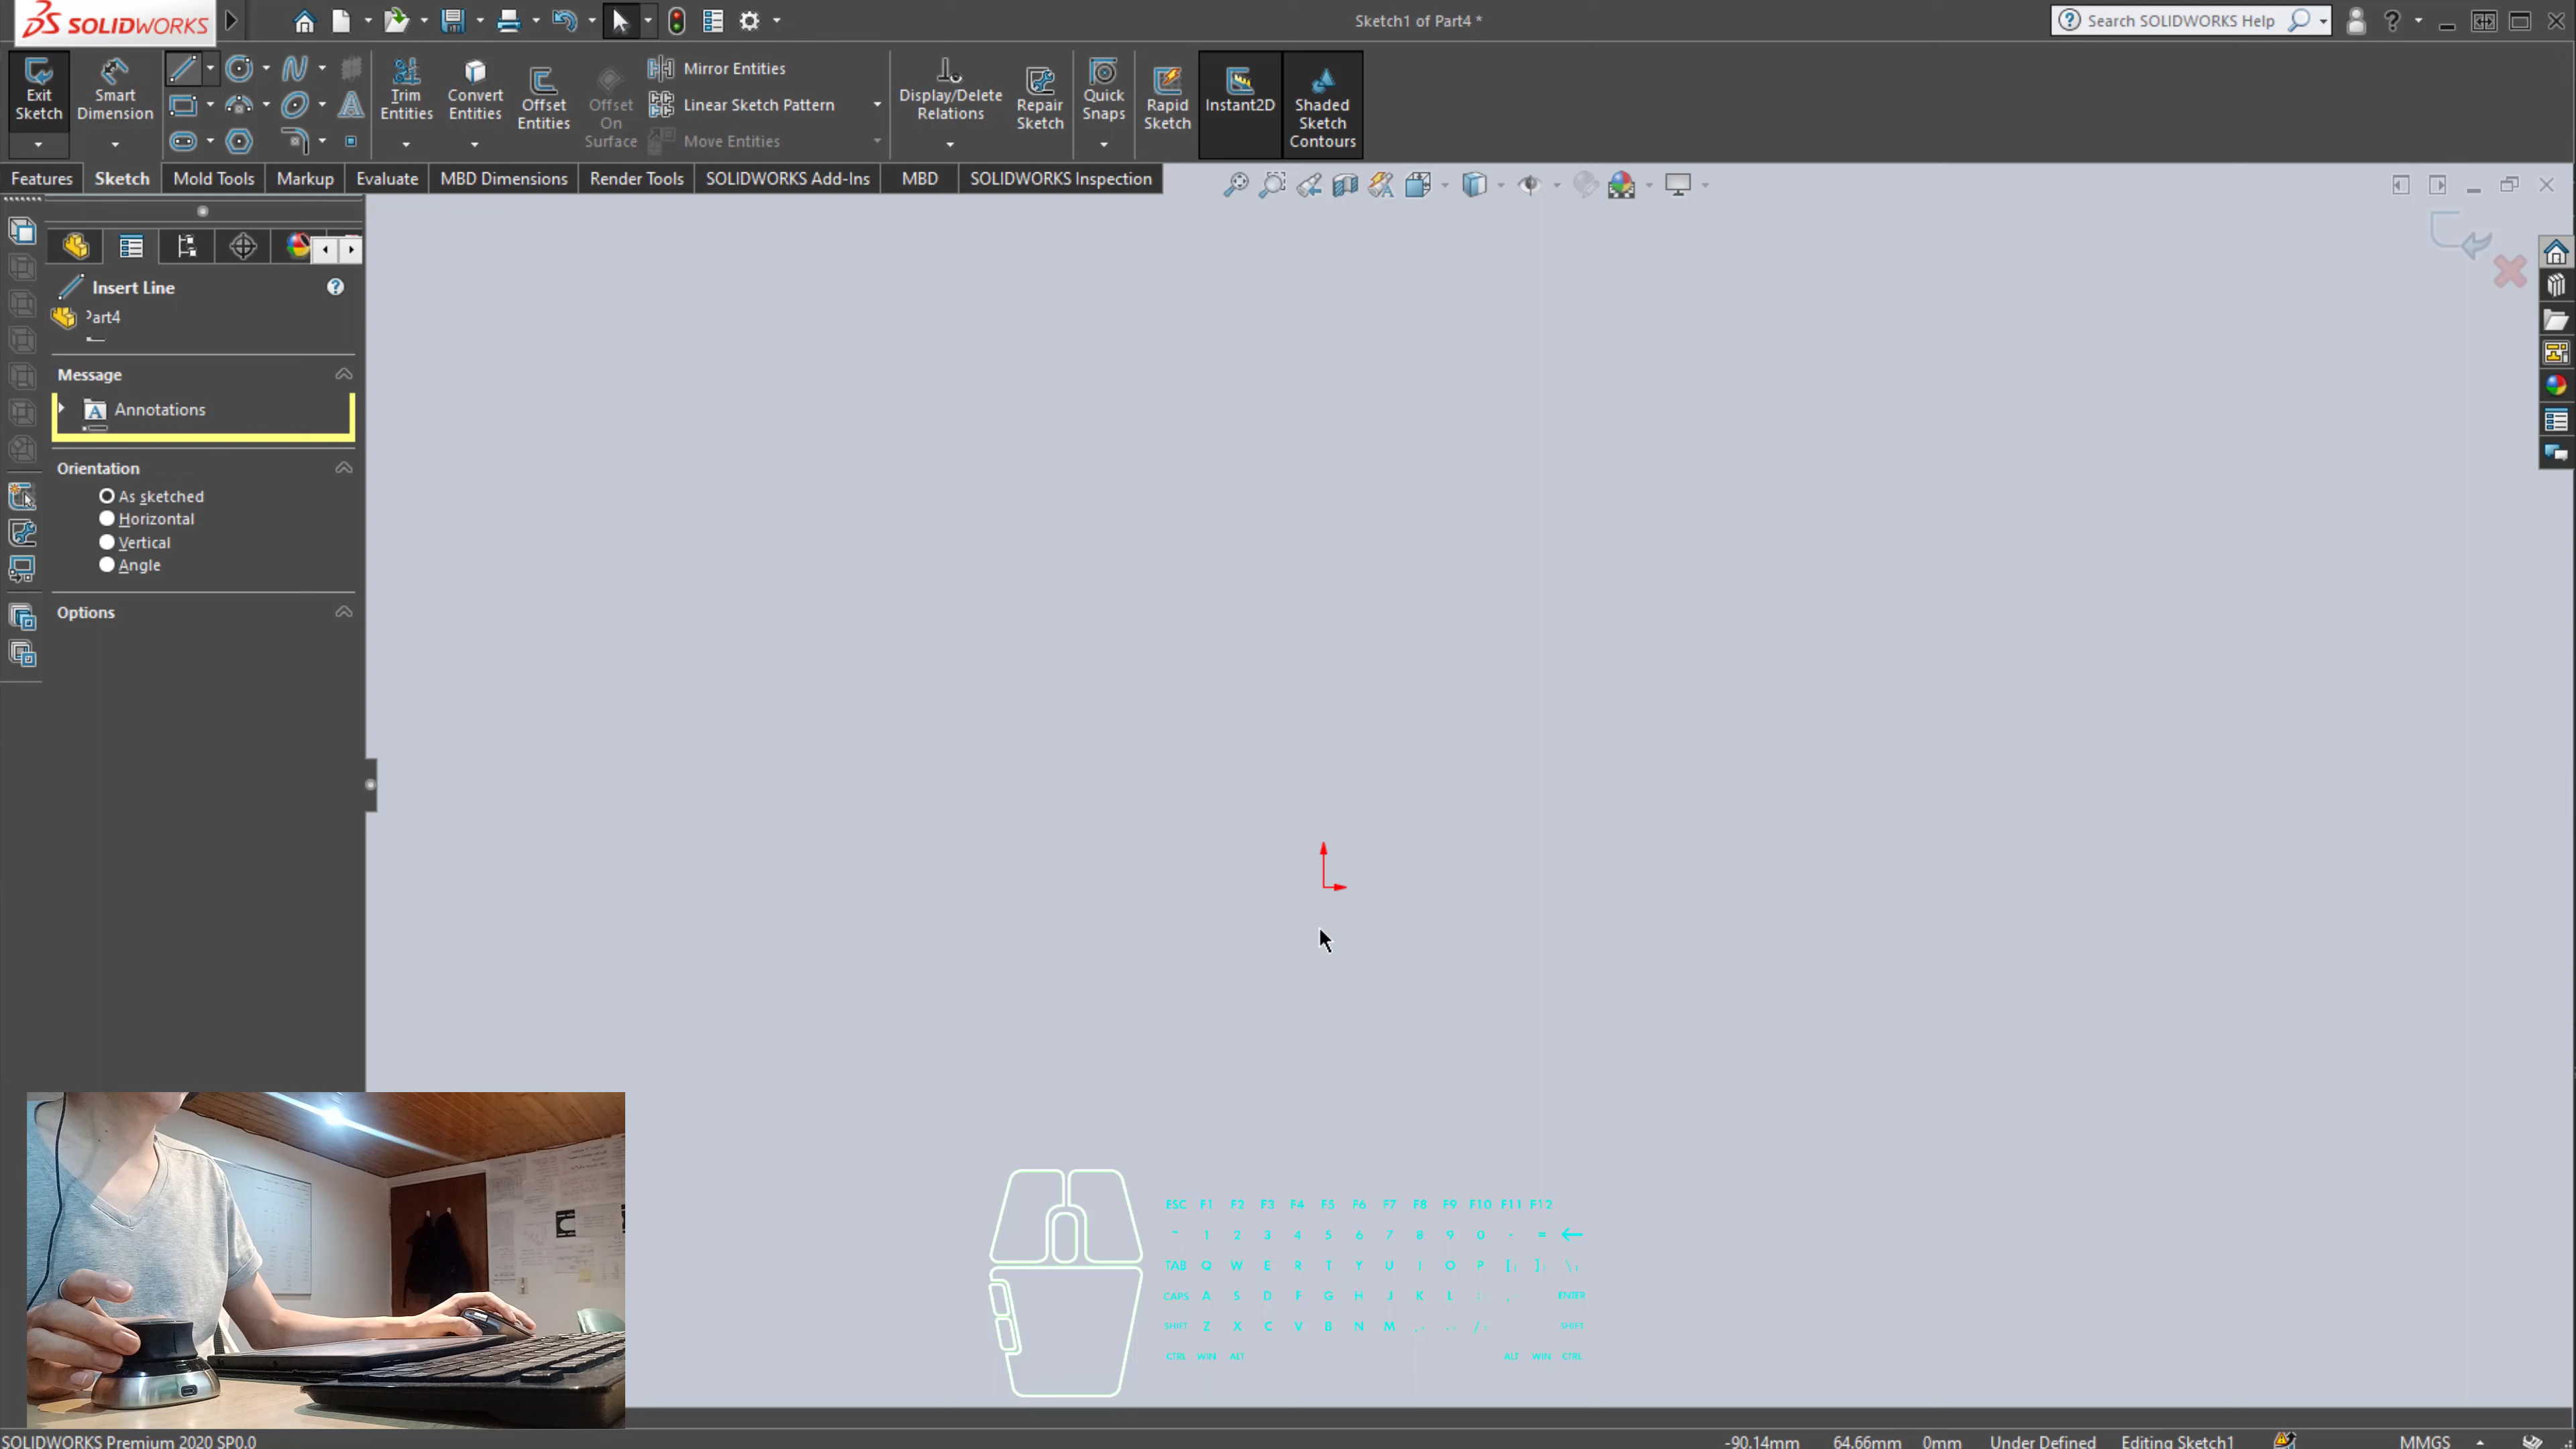 SOLIDWORKS
Sketch1 of Part4 *
Search SOLIDWORKS Help
Exit Sketch
Smart Dimension
Trim Entities
Convert Entities
Offset Entities
Offset On Surface
Mirror Entities
Linear Sketch Pattern
Move Entities
Display/Delete Relations
Repair Sketch
Quick Snaps
Rapid Sketch
Instant2D
Shaded Sketch Contours
Features Sketch Mold Tools Markup Evaluate MBD Dimensions Render Tools SOLIDWORKS Add-Ins MBD SOLIDWORKS Inspection
Insert Line
Part4
Message
Annotations
Orientation
As sketched
Horizontal
Vertical
Angle
Options
ESC F1 F2 F3 F4 F5 F6 F7 F8 F9 F10 F11 F12
~ 1 2 3 4 5 6 7 8 9 0 - = ←
TAB Q W E R T Y U I O P [ ] \
CAPS A S D F G H J K L : ENTER
SHIFT Z X C V B N M / SHIFT
CTRL WIN ALT ALT WIN CTRL
SOLIDWORKS Premium 2020 SP0.0
-90.14mm 64.66mm 0mm Under Defined Editing Sketch1 MMGS